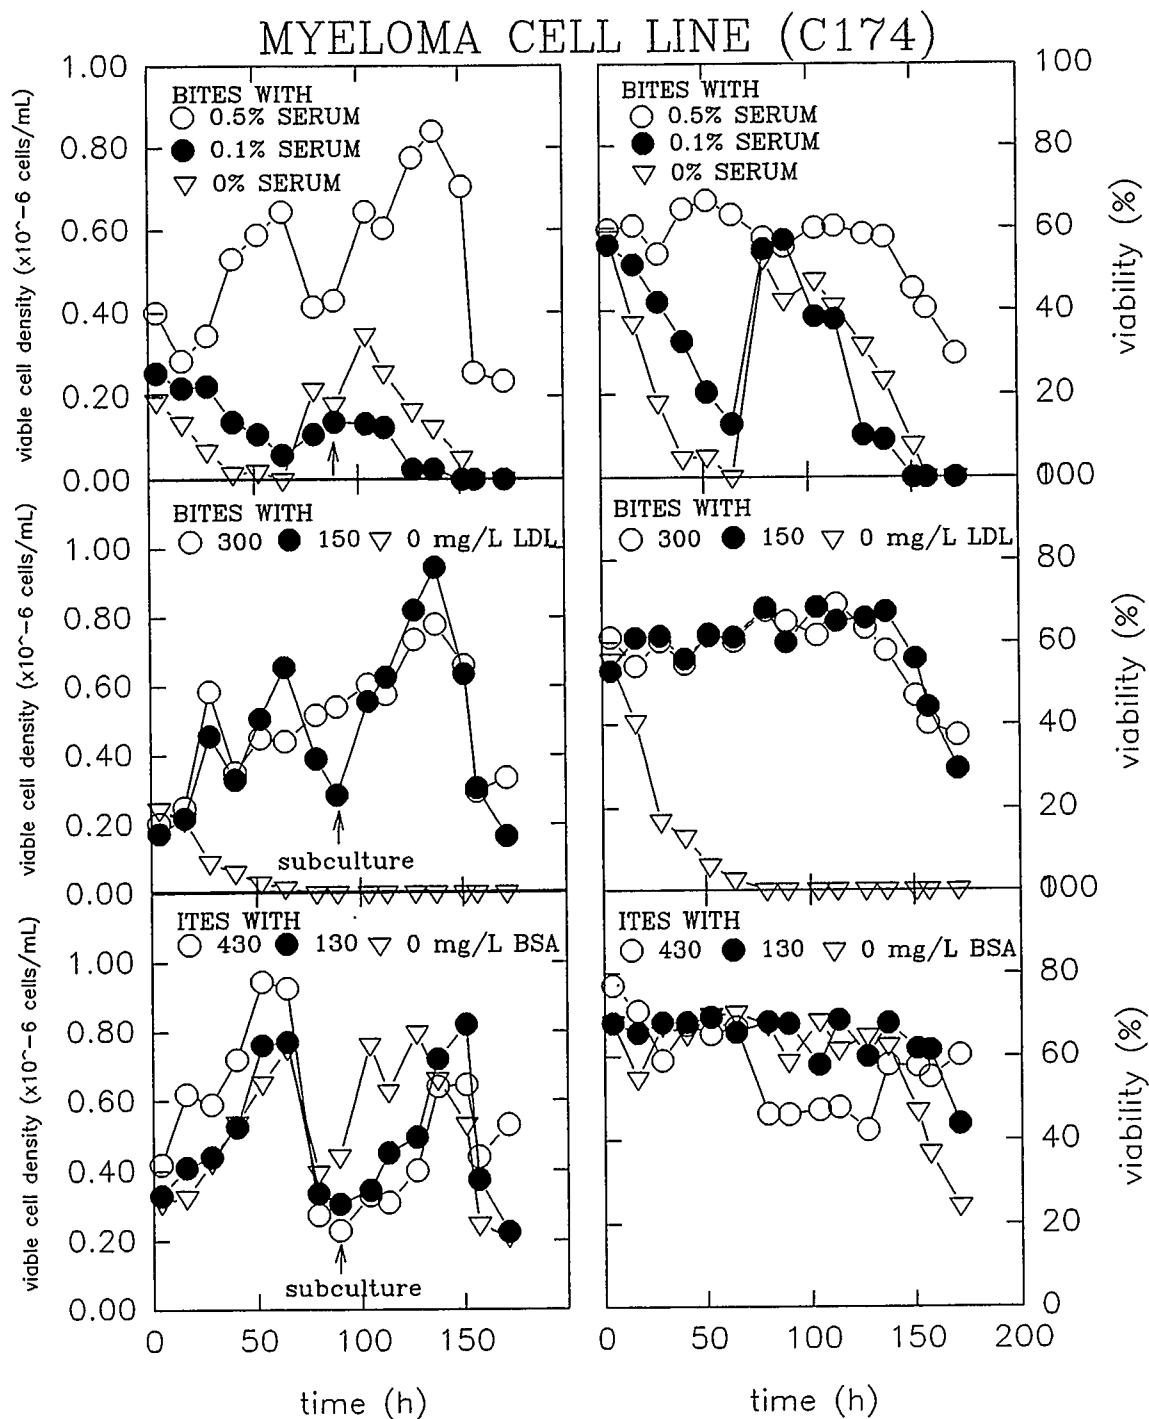 MYELOMA CELL LINE (C174)
1.00
0.80
0.60
0.40
0.20
0.00
viable cell density (x10^-6 cells/mL)
BITES WITH
0.5% SERUM
0.1% SERUM
0% SERUM
BITES WITH
0.5% SERUM
0.1% SERUM
0% SERUM
100
80
60
40
20
0
viability (%)
BITES WITH
300 150 0 mg/L LDL
1.00
0.80
0.60
0.40
0.20
0.00
viable cell density (x10^-6 cells/mL)
subculture
BITES WITH
300 150 0 mg/L LDL
100
80
60
40
20
0
viability (%)
ITES WITH
430 130 0 mg/L BSA
1.00
0.80
0.60
0.40
0.20
0.00
viable cell density (x10^-6 cells/mL)
subculture
0 50 100 150
time (h)
ITES WITH
430 130 0 mg/L BSA
100
80
60
40
20
0
viability (%)
0 50 100 150 200
time (h)